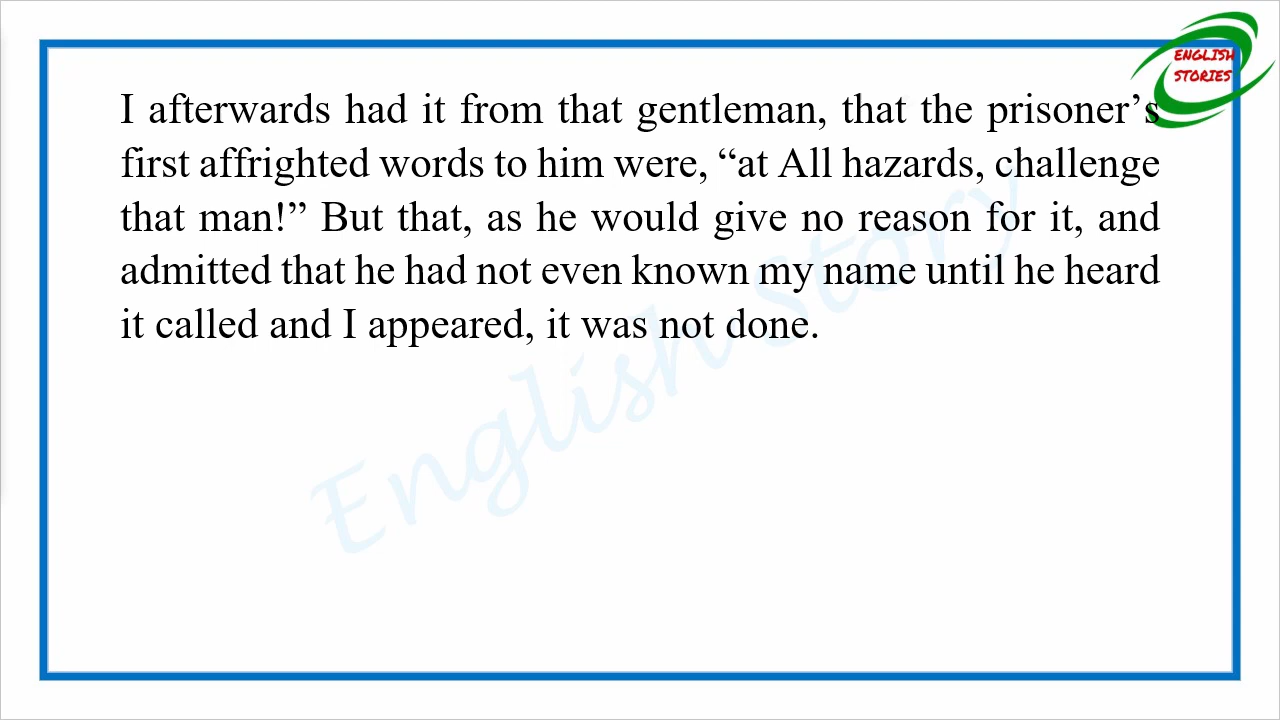 ENGLISH
STORIES
I afterwards had it from that gentleman, that the prisoner’s
first affrighted words to him were, “at All hazards, challenge
that man!” But that, as he would give no reason for it, and
admitted that he had not even known my name until he heard
it called and I appeared, it was not done.
English Story